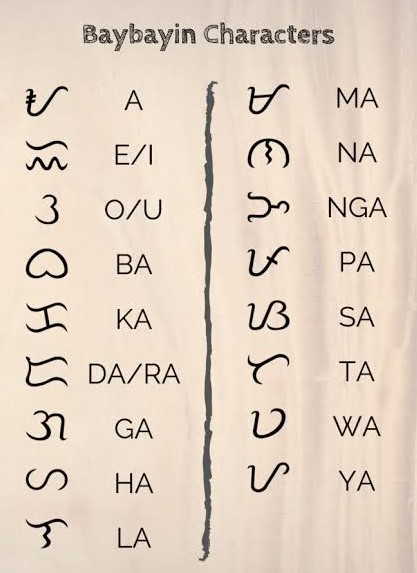 Baybayin Characters
ᜀ A
ᜁ E/I
ᜂ O/U
ᜊ BA
ᜃ KA
ᜇ DA/RA
ᜄ GA
ᜑ HA
ᜎ LA
ᜋ MA
ᜈ NA
ᜅ NGA
ᜉ PA
ᜐ SA
ᜆ TA
ᜏ WA
ᜌ YA